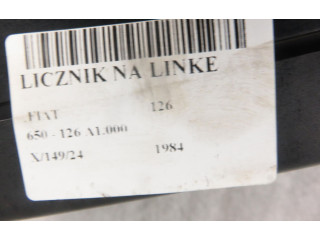 LICZNIK NA LINKE
FIAT 126
650 - 126 A1.000
X/149/24 1984